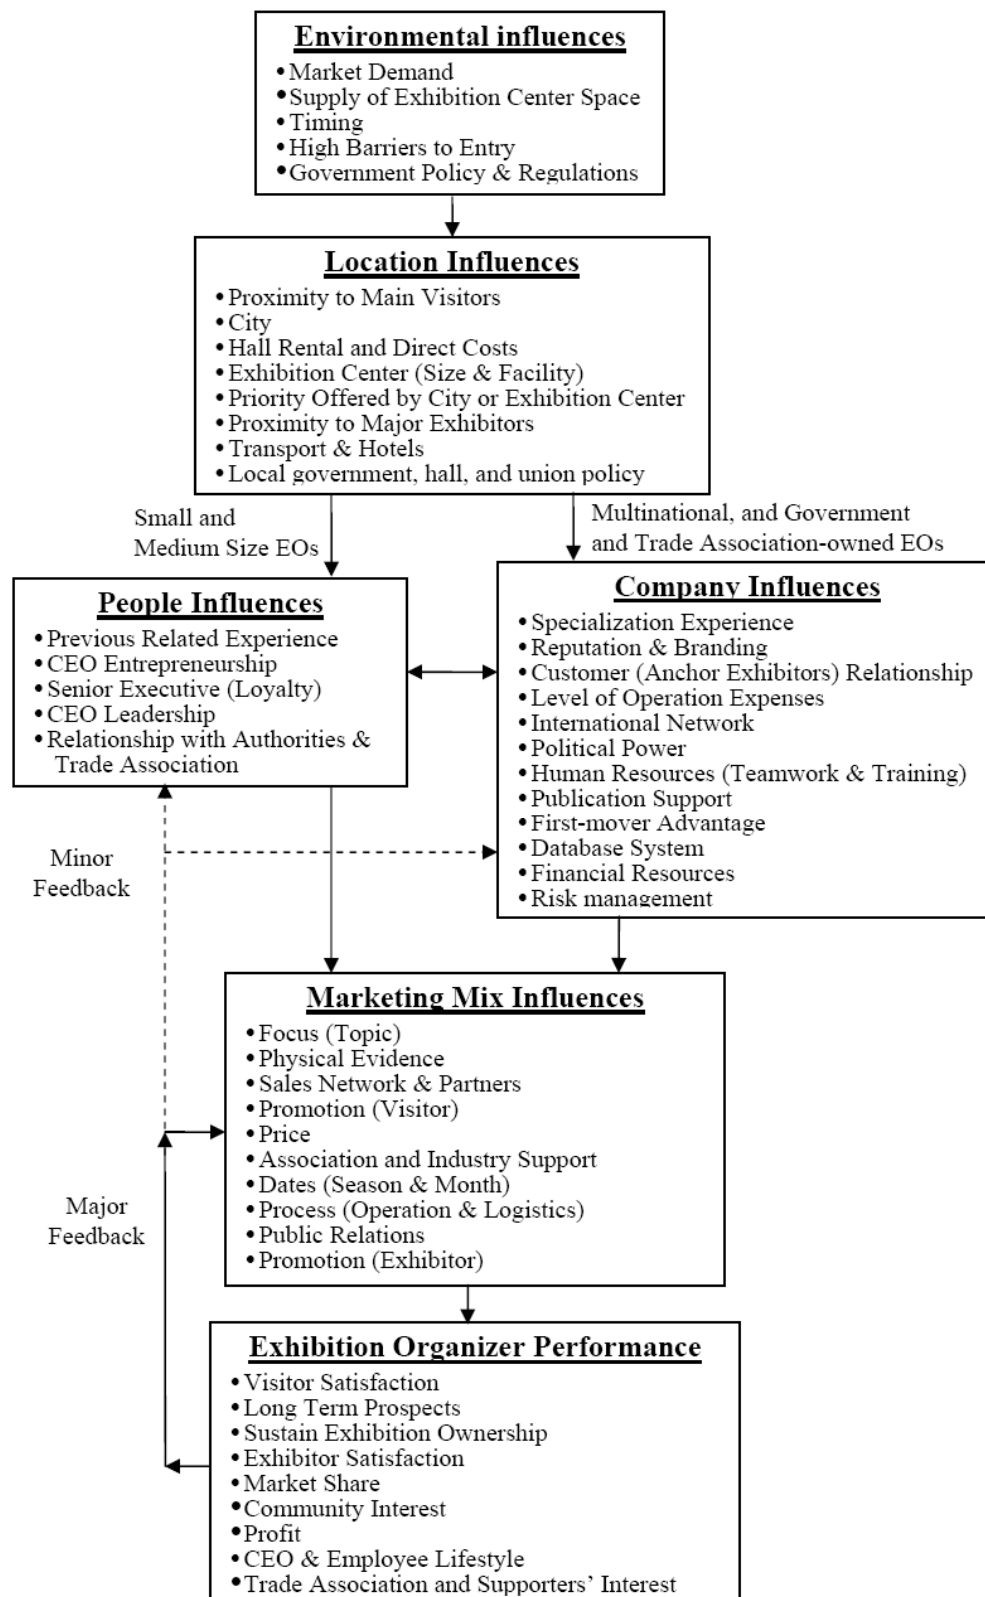 Environmental influences
•Market Demand
•Supply of Exhibition Center Space
•Timing
•High Barriers to Entry
•Government Policy & Regulations
Location Influences
•Proximity to Main Visitors
•City
•Hall Rental and Direct Costs
•Exhibition Center (Size & Facility)
•Priority Offered by City or Exhibition Center
•Proximity to Major Exhibitors
•Transport & Hotels
•Local government, hall, and union policy
Small and
Medium Size EOs
Multinational, and Government
and Trade Association-owned EOs
People Influences
•Previous Related Experience
•CEO Entrepreneurship
•Senior Executive (Loyalty)
•CEO Leadership
•Relationship with Authorities &
Trade Association
Company Influences
•Specialization Experience
•Reputation & Branding
•Customer (Anchor Exhibitors) Relationship
•Level of Operation Expenses
•International Network
•Political Power
•Human Resources (Teamwork & Training)
•Publication Support
•First-mover Advantage
•Database System
•Financial Resources
•Risk management
Minor
Feedback
Marketing Mix Influences
•Focus (Topic)
•Physical Evidence
•Sales Network & Partners
•Promotion (Visitor)
•Price
•Association and Industry Support
•Dates (Season & Month)
•Process (Operation & Logistics)
•Public Relations
•Promotion (Exhibitor)
Major
Feedback
Exhibition Organizer Performance
•Visitor Satisfaction
•Long Term Prospects
•Sustain Exhibition Ownership
•Exhibitor Satisfaction
•Market Share
•Community Interest
•Profit
•CEO & Employee Lifestyle
•Trade Association and Supporters' Interest